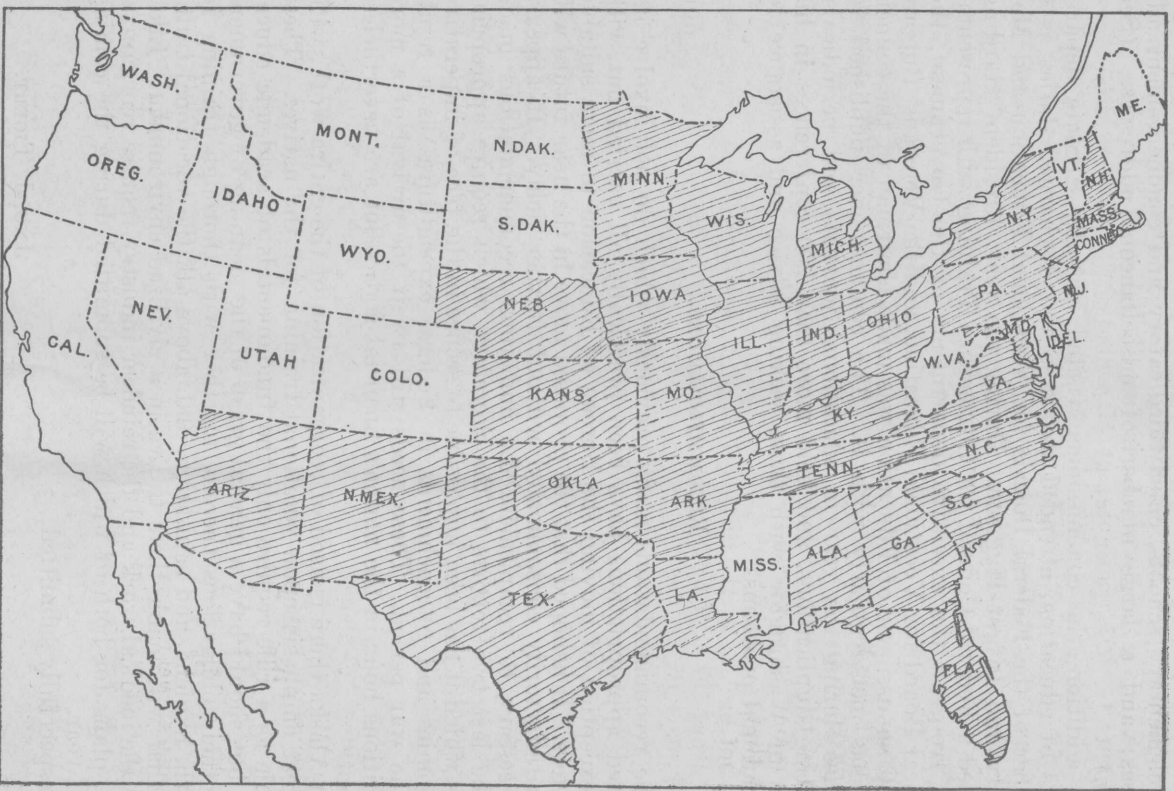 WASH.
MONT.
N.DAK.
ME.
OREG.
IDAHO
MINN.
VT.
N.H.
WYO.
S.DAK.
WIS.
MICH.
N.Y.
MASS.
CONN.
NEV.
NEB.
IOWA
PA.
N.J.
CAL.
UTAH
COLO.
ILL.
IND.
OHIO
MD.
DEL.
W.VA.
VA.
KANS.
MO.
KY.
ARIZ.
N.MEX.
OKLA.
ARK.
TENN.
N.C.
S.C.
TEX.
LA.
MISS.
ALA.
GA.
FLA.